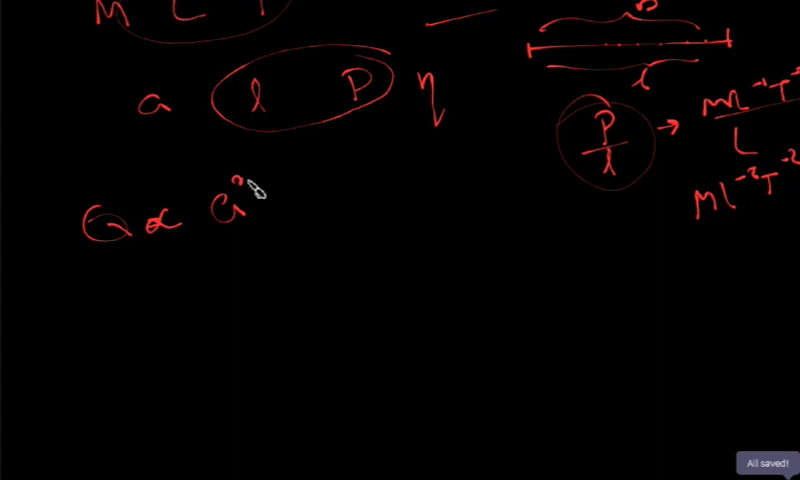 M L T
a l P η
l
P/l → ML⁻¹T⁻²/L
ML⁻²T⁻²
Q ∝ a
All saved!